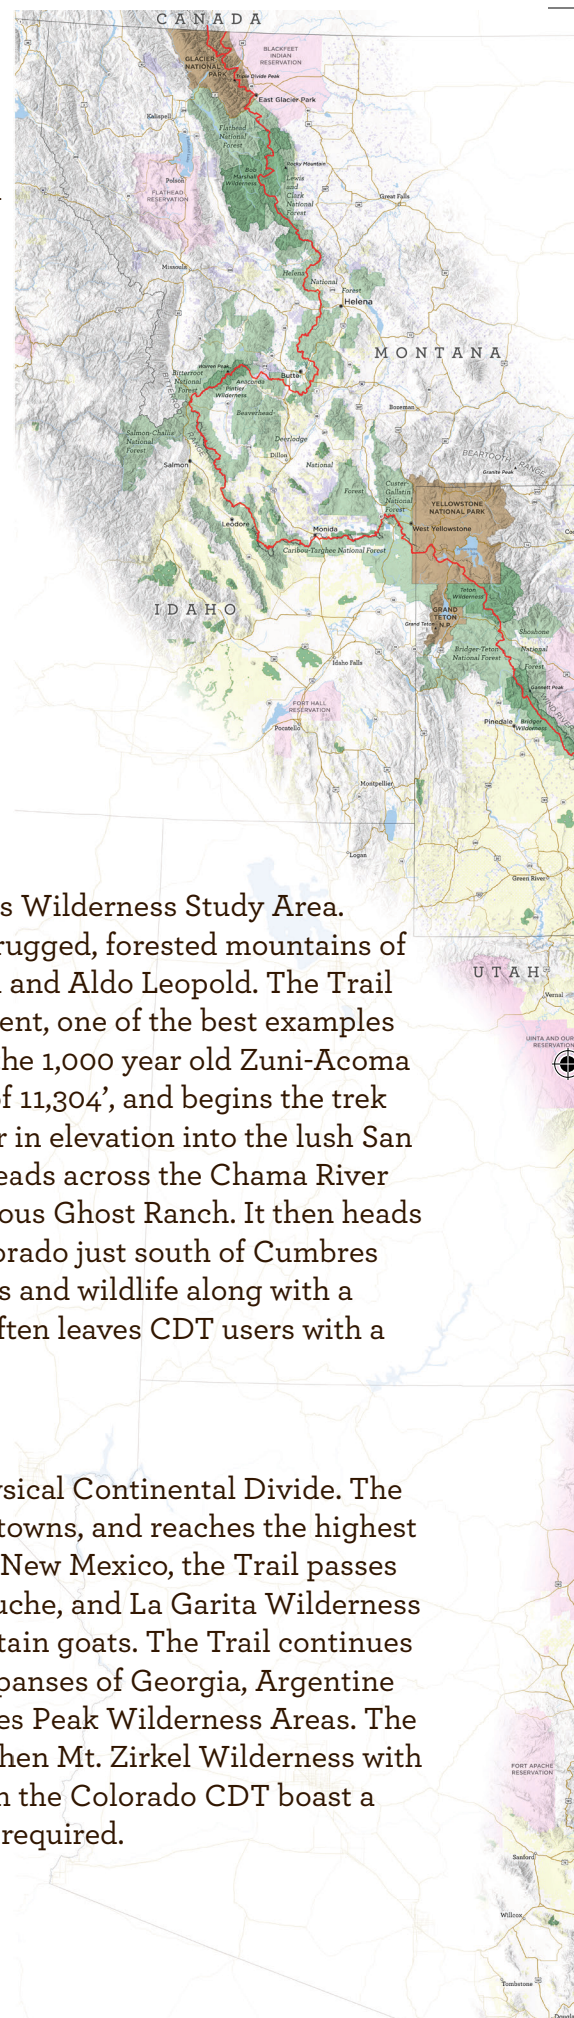 CANADA
BLACKFEET
INDIAN
RESERVATION
GLACIER
NATIONAL
PARK
Triple Divide Peak
East Glacier Park
Kalispell
Flathead
National
Forest
Rocky Mountain
Bob
Marshall
Wilderness
Polson
Lewis
and
Clark
National
Forest
FLATHEAD
RESERVATION
Great Falls
Missoula
Helena
National
Forest
Helena
MONTANA
Warren Peak
Butte
Bitterroot
National
Forest
Anaconda
Pintler
Wilderness
BITTERROOT RANGE
Bozeman
Beaverhead
Salmon-Challis
National
Forest
Deerlodge
Dillon
BEARTOOTH RANGE
Salmon
National
Granite Peak
Forest
Custer
Gallatin
National
Forest
YELLOWSTONE
NATIONAL PARK
Leodore
Monida
West Yellowstone
Caribou-Targhee National Forest
Teton
Wilderness
IDAHO
GRAND
TETON
N.P.
Grand Teton
Shoshone
National
Forest
Bridger-Teton
National Forest
Idaho Falls
Gannett Peak
WIND RIVER
FORT HALL
RESERVATION
Pocatello
Pinedale
Bridger
Wilderness
Montpellier
Logan
Green River
s Wilderness Study Area.
rugged, forested mountains of
and Aldo Leopold. The Trail
UTAH
ent, one of the best examples
Vernal
he 1,000 year old Zuni-Acoma
UINTA AND OUR
RESERVATION
of 11,304’, and begins the trek
r in elevation into the lush San
eads across the Chama River
ous Ghost Ranch. It then heads
orado just south of Cumbres
s and wildlife along with a
ften leaves CDT users with a
ysical Continental Divide. The
towns, and reaches the highest
New Mexico, the Trail passes
uche, and La Garita Wilderness
tain goats. The Trail continues
panses of Georgia, Argentine
es Peak Wilderness Areas. The
hen Mt. Zirkel Wilderness with
FORT APACHE
RESERVATION
n the Colorado CDT boast a
required.
Sanford
Willcox
Tombstone
Dougla